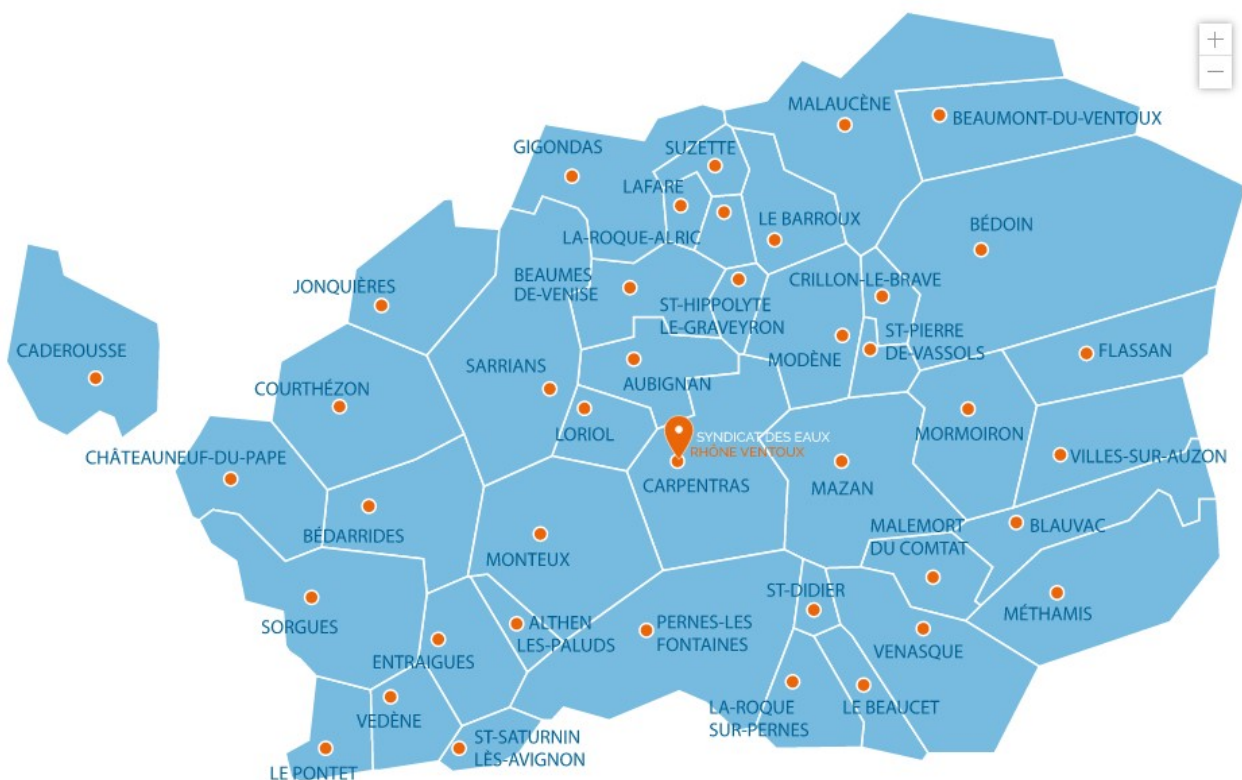 +
−
MALAUCÈNE
BEAUMONT-DU-VENTOUX
GIGONDAS
SUZETTE
LAFARE
LE BARROUX
LA-ROQUE-ALRIC
BÉDOIN
BEAUMES
DE-VENISE
CRILLON-LE-BRAVE
JONQUIÈRES
ST-HIPPOLYTE
LE-GRAVEYRON
ST-PIERRE
DE-VASSOLS
CADEROUSSE
FLASSAN
SARRIANS
AUBIGNAN
MODÈNE
COURTHÉZON
LORIOL
SYNDICAT DES EAUX
RHÔNE VENTOUX
MORMOIRON
CHÂTEAUNEUF-DU-PAPE
VILLES-SUR-AUZON
CARPENTRAS
MAZAN
BÉDARRIDES
MALEMORT
DU COMTAT
BLAUVAC
MONTEUX
ST-DIDIER
MÉTHAMIS
SORGUES
ALTHEN
LES-PALUDS
PERNES-LES
FONTAINES
VENASQUE
ENTRAIGUES
LA-ROQUE
SUR-PERNES
LE BEAUCET
VEDÈNE
ST-SATURNIN
LÈS-AVIGNON
LE PONTET